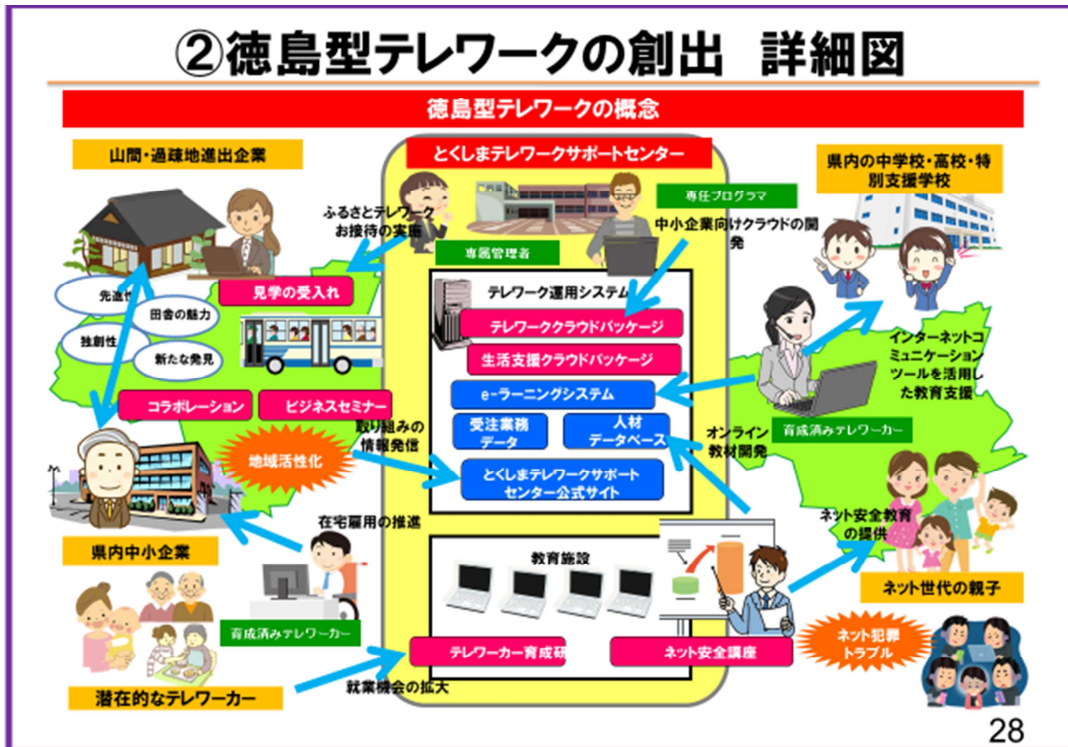 ②徳島型テレワークの創出 詳細図
徳島型テレワークの概念
山間・過疎地進出企業
とくしまテレワークサポートセンター
県内の中学校・高校・特
別支援学校
専任プログラマ
ふるさとテレワーク
お接待の実施
中小企業向けクラウドの開
発
専属管理者
先進性
田舎の魅力
独創性
新たな発見
見学の受入れ
テレワーク運用システム
テレワーククラウドパッケージ
生活支援クラウドパッケージ
e-ラーニングシステム
受注業務
データ
人材
データベース
とくしまテレワークサポート
センター公式サイト
インターネットコ
ミュニケーション
ツールを活用し
た教育支援
育成済みテレワーカー
オンライン
教材開発
コラボレーション
ビジネスセミナー
取り組みの
情報発信
地域活性化
在宅雇用の推進
県内中小企業
育成済みテレワーカー
潜在的なテレワーカー
就業機会の拡大
教育施設
テレワーカー育成研
ネット安全講座
ネット安全教育
の提供
ネット世代の親子
ネット犯罪
トラブル
28